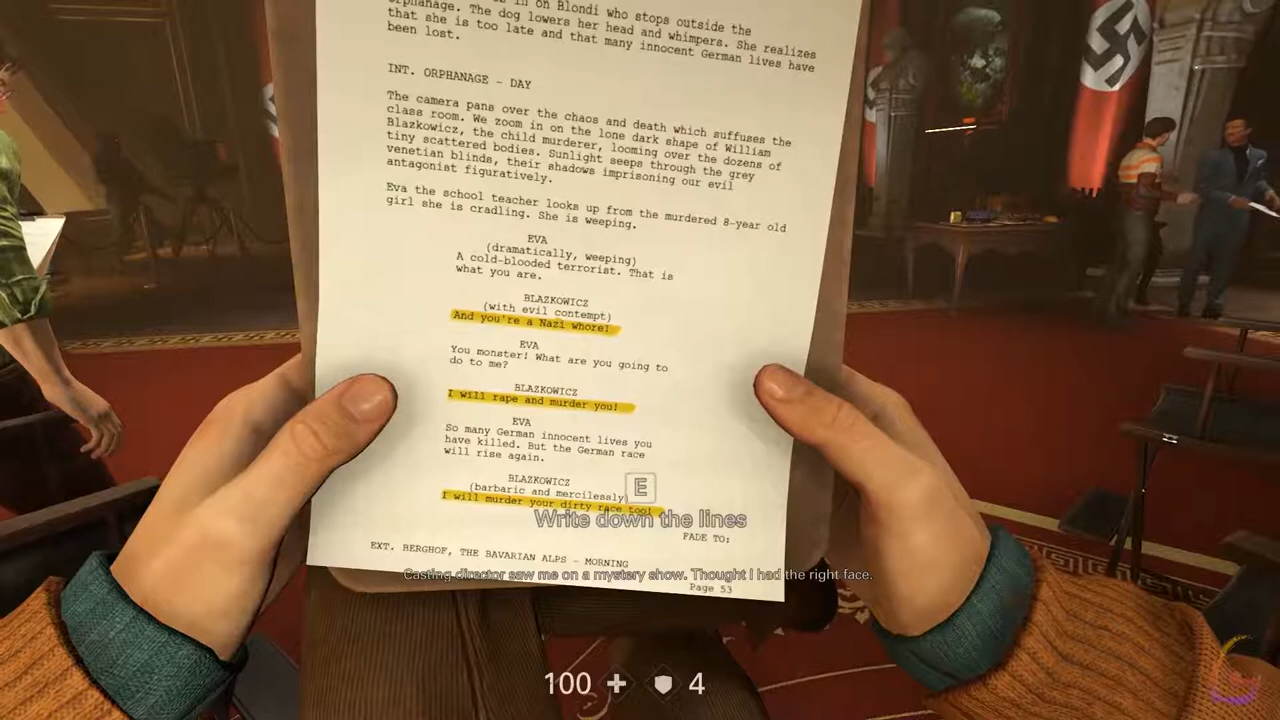 in on Blondi who stops outside the
orphanage. The dog lowers her head and whimpers. She realizes
that she is too late and that many innocent German lives have
been lost.
INT. ORPHANAGE - DAY
The camera pans over the chaos and death which suffuses the
class room. We zoom in on the lone dark shape of William
Blazkowicz, the child murderer, looming over the dozens of
tiny scattered bodies. Sunlight seeps through the grey
venetian blinds, their shadows imprisoning our evil
antagonist figuratively.
Eva the school teacher looks up from the murdered 8-year old
girl she is cradling. She is weeping.
EVA
(dramatically, weeping)
A cold-blooded terrorist. That is
what you are.
BLAZKOWICZ
(with evil contempt)
And you're a Nazi whore!
EVA
You monster! What are you going to
do to me?
BLAZKOWICZ
I will rape and murder you!
EVA
So many German innocent lives you
have killed. But the German race
will rise again.
BLAZKOWICZ
(barbaric and mercilessly)
I will murder your dirty race too!
E
Write down the lines
FADE TO:
EXT. BERGHOF, THE BAVARIAN ALPS - MORNING
Casting director saw me on a mystery show. Thought I had the right face.
Page 53
100
4